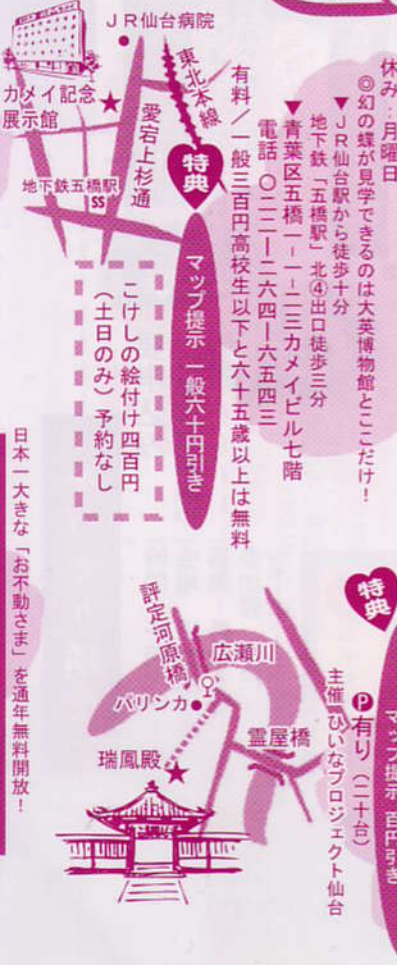 休み：月曜日
◎幻の蝶が見学できるのは大英博物館とここだけ！
▼ＪＲ仙台駅から徒歩十分
地下鉄「五橋駅」北④出口徒歩三分
▼青葉区五橋一ー一ー二三カメイビル七階
電話 〇二二ー二六四ー六五四三
有料／一般三百円高校生以下と六十五歳以上は無料
特典
マップ提示 一般六十円引き
こけしの絵付け四百円
（土日のみ）予約なし
ＪＲ仙台病院
東北本線
カメイ記念
展示館
愛宕上杉通
地下鉄五橋駅
SS
日本一大きな「お不動さま」を通年無料開放！
特典
マップ提示 百円引き
Ⓟ有り（二十台）
主催 ひいなプロジェクト仙台
評定河原橋
広瀬川
バリンカ
霊屋橋
瑞鳳殿